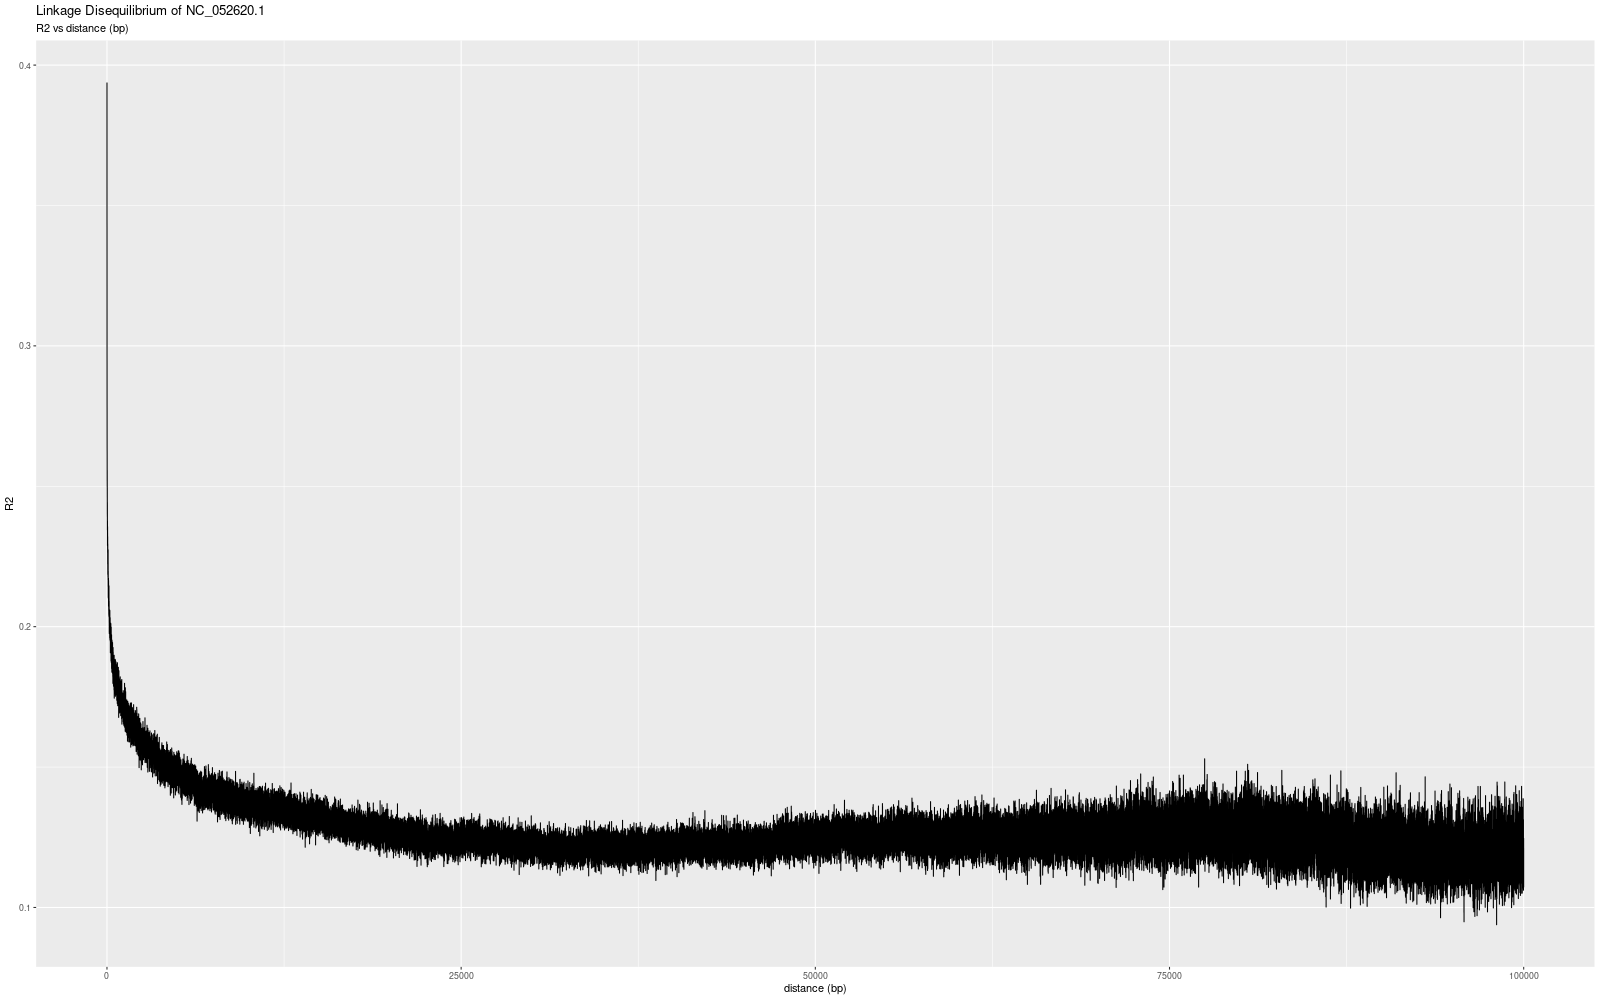 Linkage Disequilibrium of NC_052620.1
R2 vs distance (bp)
0.4
0.3
0.2
0.1
R2
0 25000 50000 75000 100000
distance (bp)